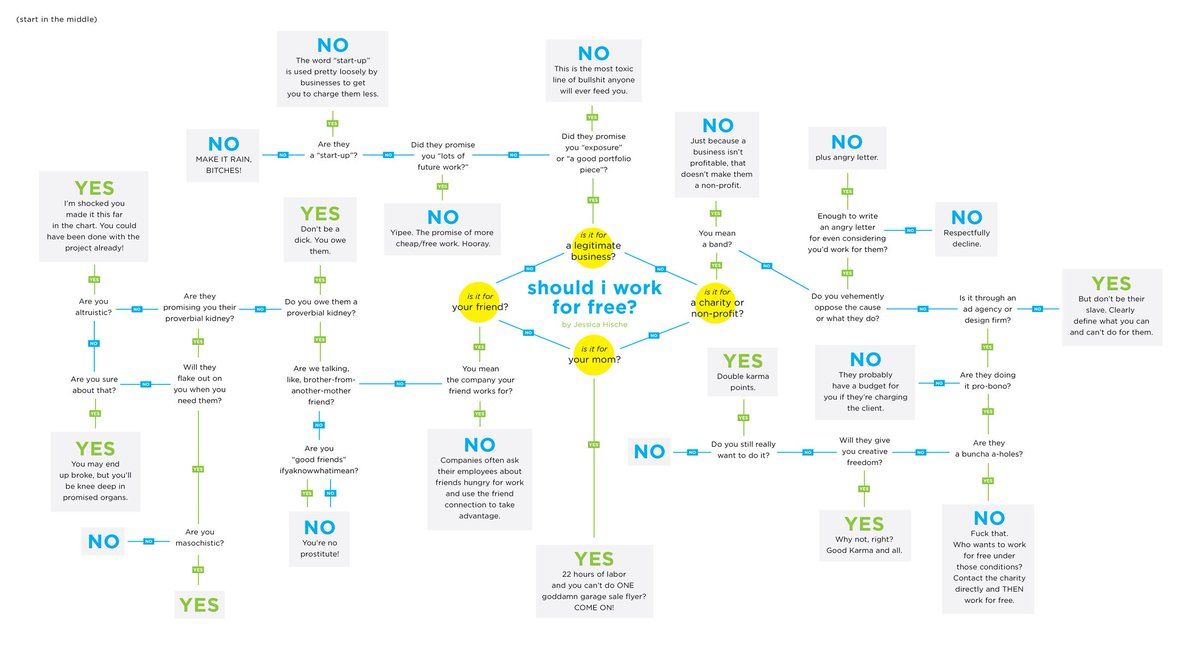 (start in the middle)
NO
The word “start-up”
is used pretty loosely by
businesses to get
you to charge them less.
YES
Are they
a “start-up”?
NO
NO
MAKE IT RAIN,
BITCHES!
NO
Did they promise
you “lots of
future work?”
YES
NO
Yipee. The promise of more
cheap/free work. Hooray.
NO
NO
This is the most toxic
line of bullshit anyone
will ever feed you.
YES
Did they promise
you “exposure”
or “a good portfolio
piece”?
YES
is it for
a legitimate
business?
NO
NO
should i work
for free?
by Jessica Hische
is it for
your friend?
is it for
a charity or
non-profit?
NO
NO
is it for
your mom?
YES
YES
22 hours of labor
and you can’t do ONE
goddamn garage sale flyer?
COME ON!
YES
You mean
the company your
friend works for?
YES
NO
Companies often ask
their employees about
friends hungry for work
and use the friend
connection to take
advantage.
NO
Are we talking,
like, brother-from-
another-mother
friend?
NO
Are you
“good friends”
ifyaknowwhatimean?
YES
NO
NO
You’re no
prostitute!
YES
Do you owe them a
proverbial kidney?
YES
YES
Don’t be a
dick. You owe
them.
NO
Are they
promising you their
proverbial kidney?
YES
Will they
flake out on
you when you
need them?
YES
Are you
masochistic?
NO
NO
YES
YES
NO
Are you
altruistic?
YES
YES
I’m shocked you
made it this far
in the chart. You could
have been done with the
project already!
NO
Are you sure
about that?
NO
YES
YES
You may end
up broke, but you’ll
be knee deep in
promised organs.
NO
Just because a
business isn’t
profitable, that
doesn’t make them
a non-profit.
YES
You mean
a band?
YES
NO
Do you vehemently
oppose the cause
or what they do?
YES
Enough to write
an angry letter
for even considering
you’d work for them?
YES
NO
plus angry letter.
NO
NO
Respectfully
decline.
NO
Is it through an
ad agency or
design firm?
NO
YES
But don’t be their
slave. Clearly
define what you can
and can’t do for them.
YES
Are they doing
it pro-bono?
NO
NO
They probably
have a budget for
you if they’re charging
the client.
YES
Are they
a buncha a-holes?
YES
NO
Fuck that.
Who wants to work
for free under
those conditions?
Contact the charity
directly and THEN
work for free.
NO
Will they give
you creative
freedom?
YES
YES
Why not, right?
Good Karma and all.
NO
Do you still really
want to do it?
YES
YES
Double karma
points.
NO
NO